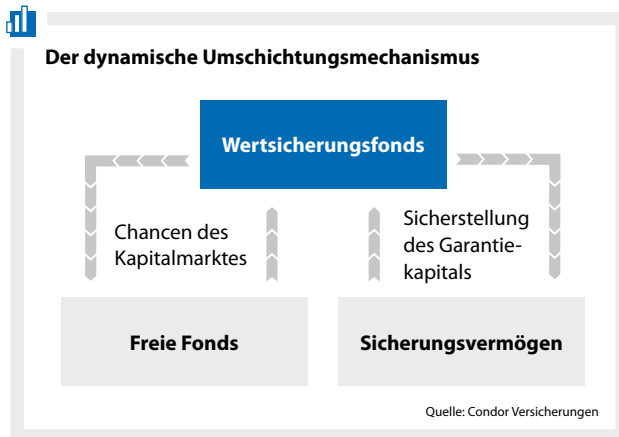 Der dynamische Umschichtungsmechanismus
Wertsicherungsfonds
Chancen des
Kapitalmarktes
Sicherstellung
des Garantie-
kapitals
Freie Fonds
Sicherungsvermögen
Quelle: Condor Versicherungen